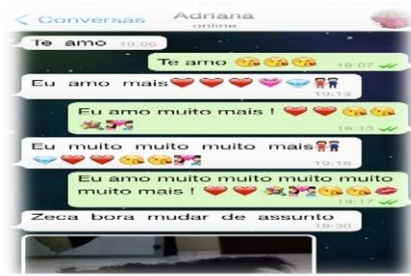 Conversas
Adriana
online
Te amo 19:06
Te amo 😘😘😘 19:07
Eu amo mais❤❤❤
19:13
Eu amo muito mais ! ❤❤😘😘
19:13
Eu muito muito muito mais
19:16
Eu amo muito muito muito muito
muito mais ! ❤❤
19:17
Zeca bora mudar de assunto
19:30